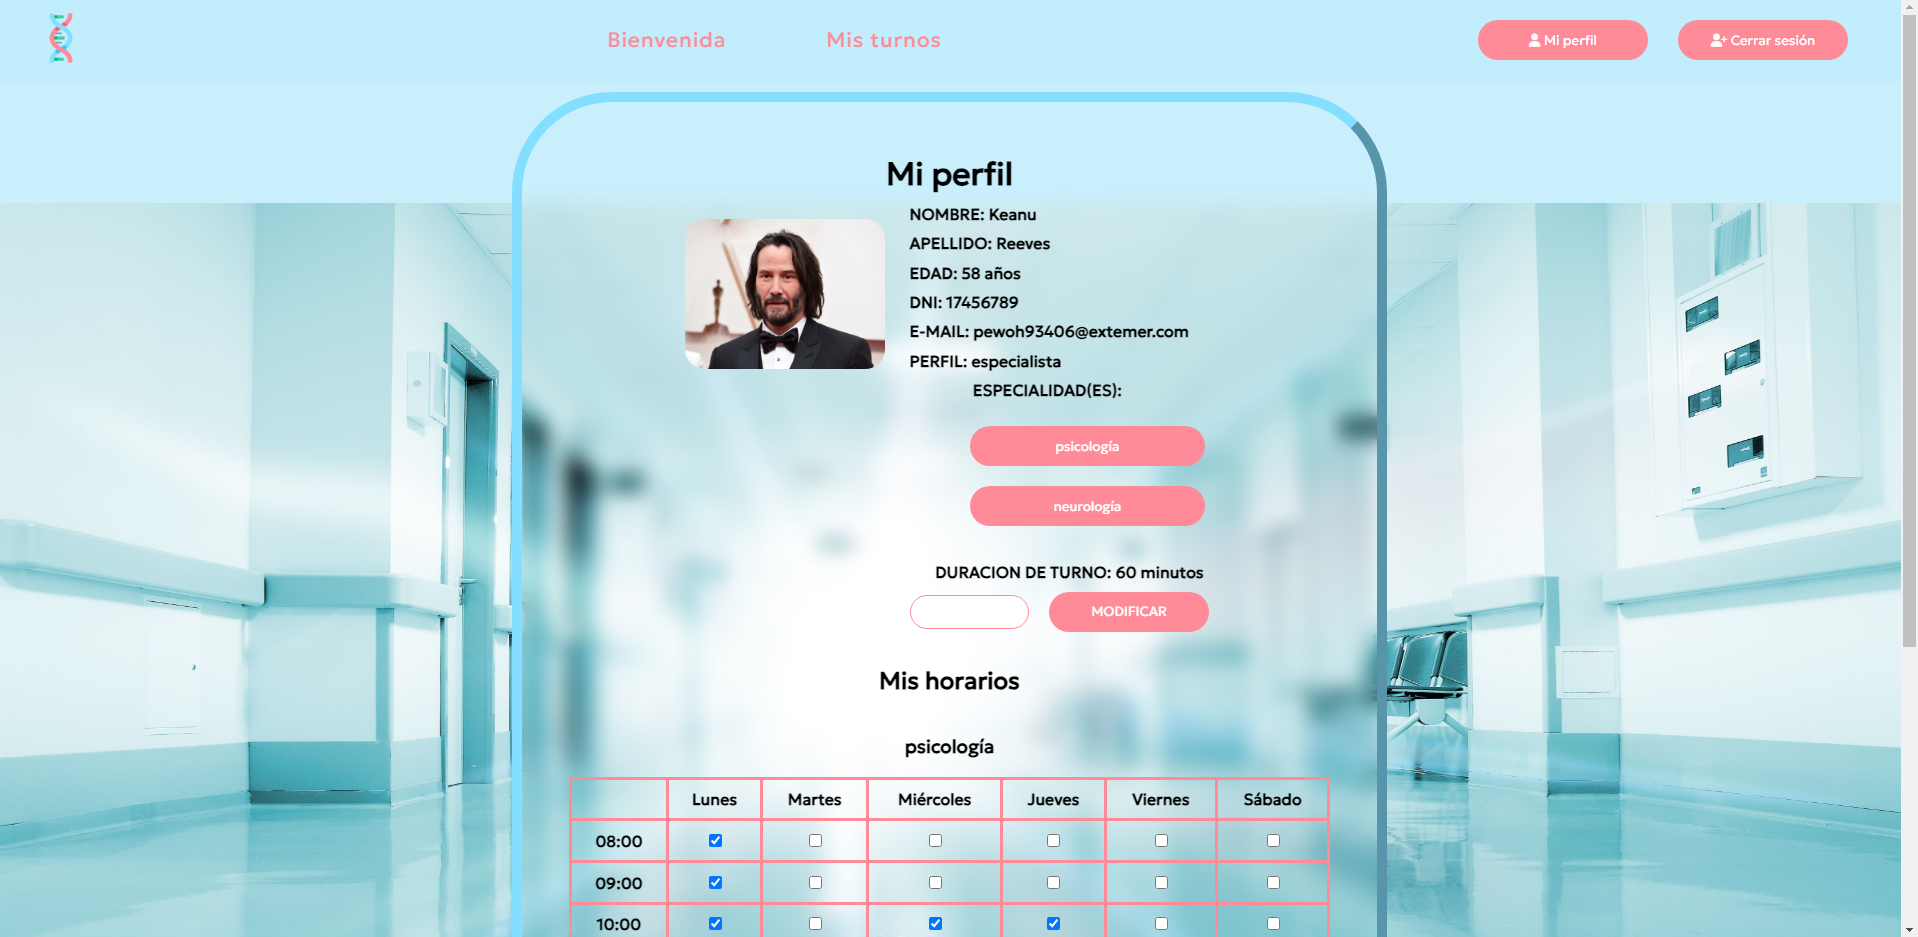 Bienvenida
Mis turnos
Mi perfil
Cerrar sesión
Mi perfil
NOMBRE: Keanu
APELLIDO: Reeves
EDAD: 58 años
DNI: 17456789
E-MAIL: pewoh93406@extemer.com
PERFIL: especialista
ESPECIALIDAD(ES):
psicología
neurología
DURACION DE TURNO: 60 minutos
MODIFICAR
Mis horarios
psicología
Lunes Martes Miércoles Jueves Viernes Sábado
08:00
09:00
10:00